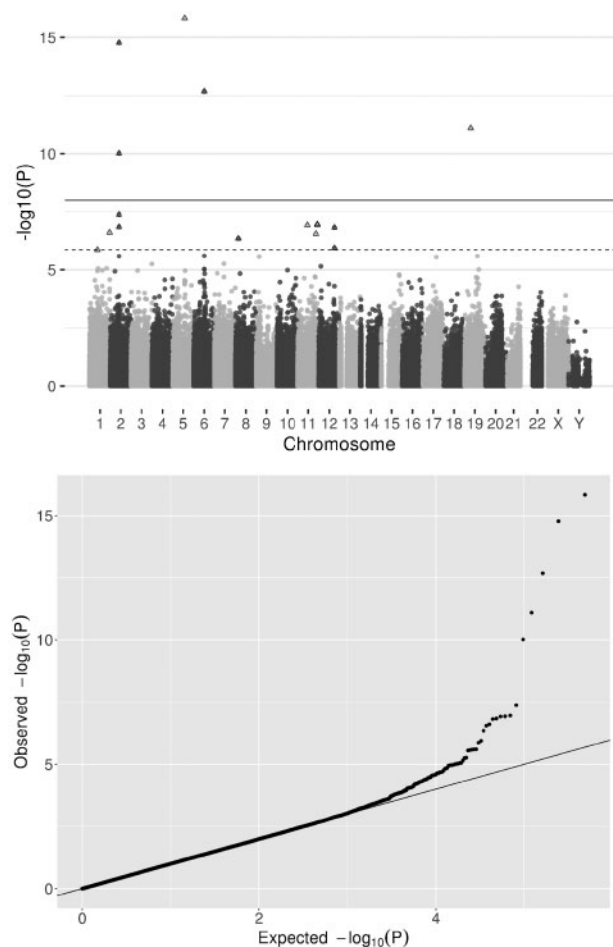 15
10
5
0
-log10(P)
1 2 3 4 5 6 7 8 9 10 11 12 13 14 15 16 17 18 19 20 21 22 X Y
Chromosome
15
10
5
0
Observed −log₁₀(P)
0 2 4
Expected −log₁₀(P)